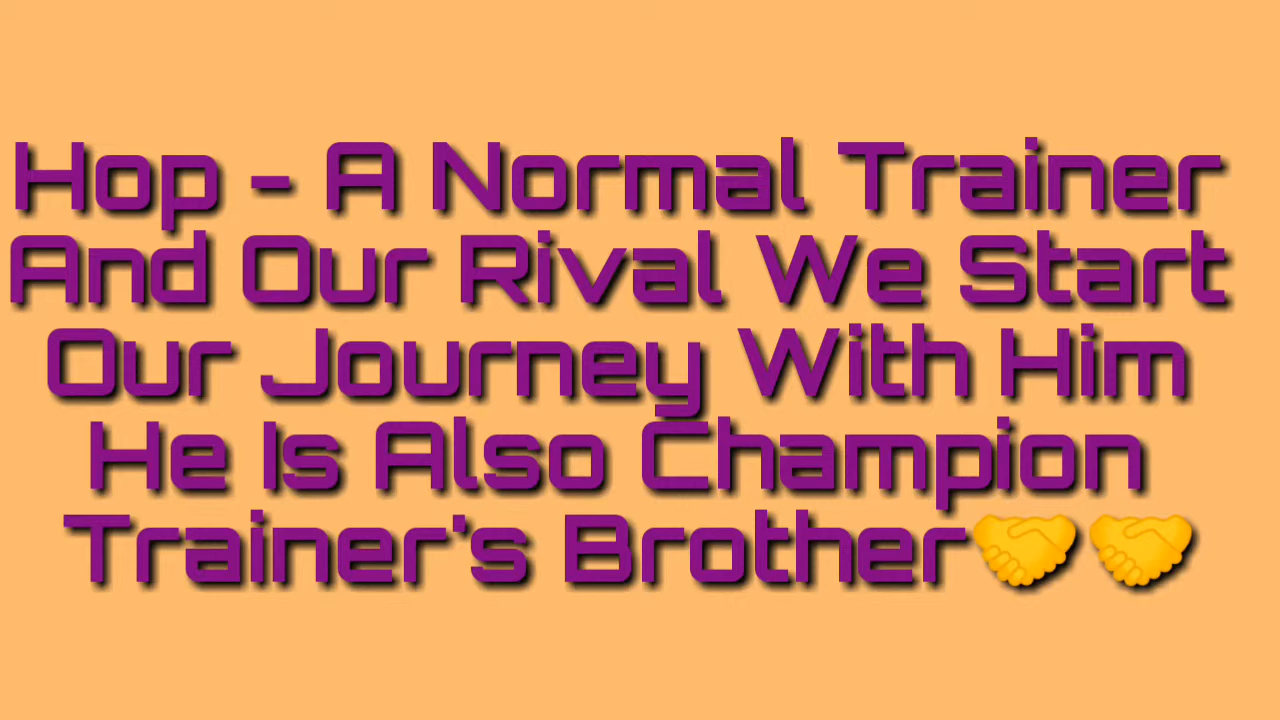 Hop - A Normal Trainer
And Our Rival We Start
Our Journey With Him
He Is Also Champion
Trainer's Brother🤝🤝